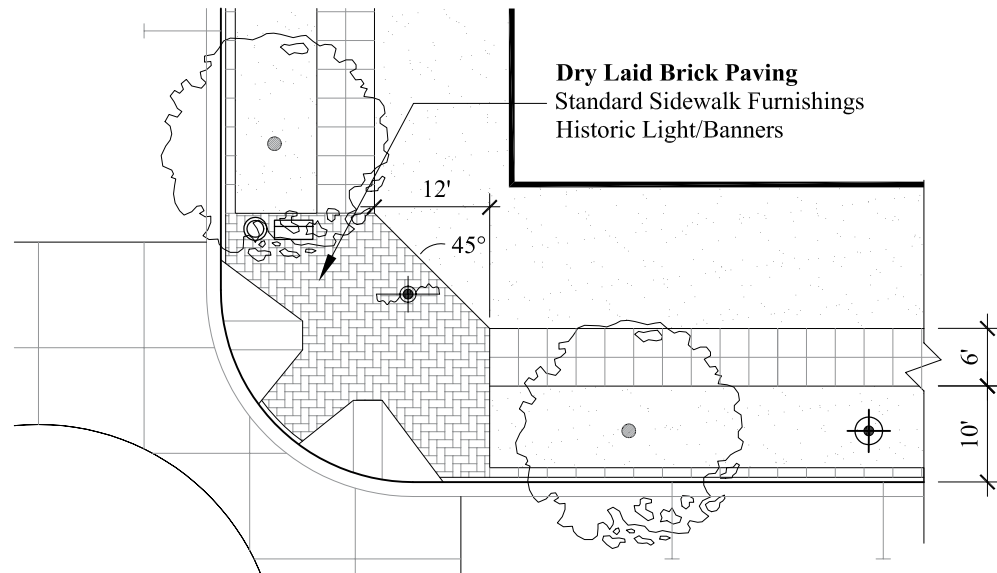 Dry Laid Brick Paving
Standard Sidewalk Furnishings
Historic Light/Banners
12'
45°
6'
10'